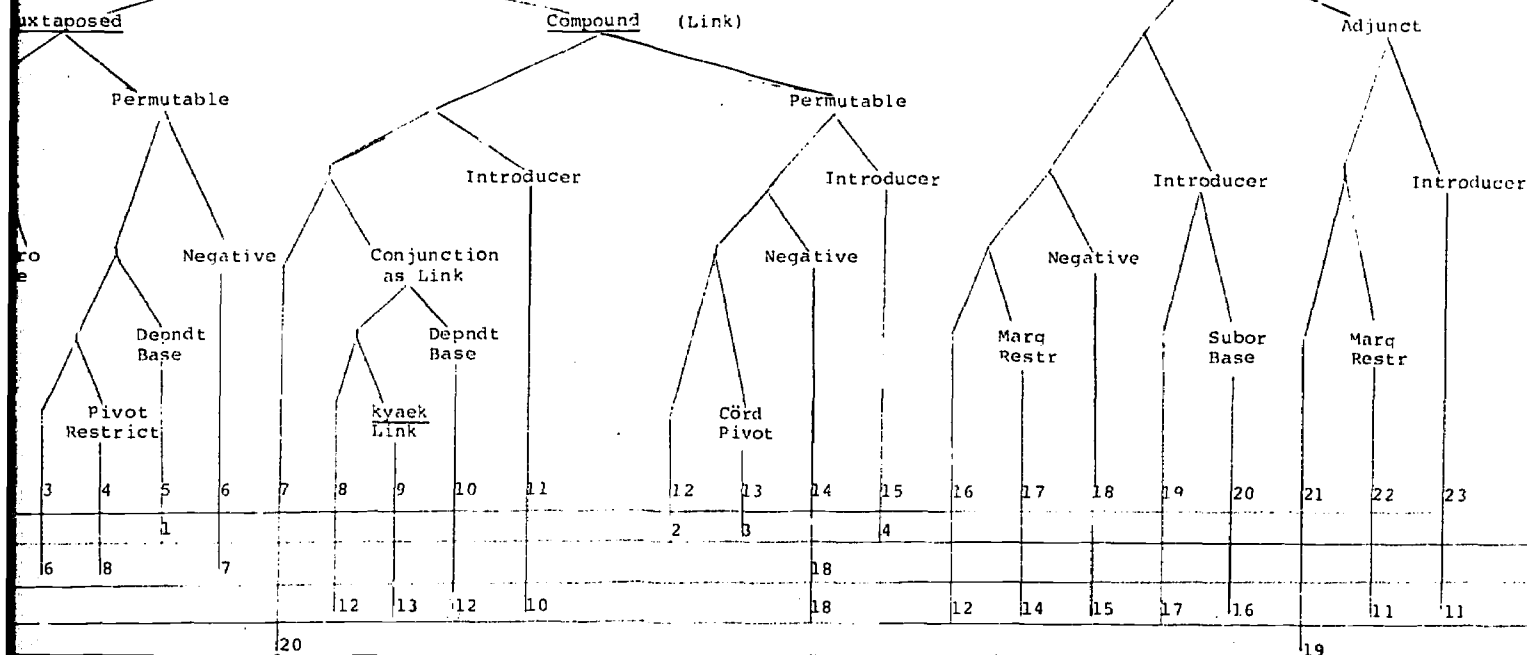 uxtaposed Compound (Link) Adjunct
Permutable Permutable
Introducer Introducer Introducer Introducer
ro Negative Conjunction Negative Negative
e as Link
Depndt Depndt Marq Subor Marq
Base Base Restr Base Restr
Pivot kyaek Cörd
Restrict Link Pivot
3 4 5 6 7 8 9 10 11 12 13 14 15 16 17 18 19 20 21 22 23
1 2 3 4
6 8 7 18
12 13 12 10 18 12 14 15 17 16 11 11
20 19